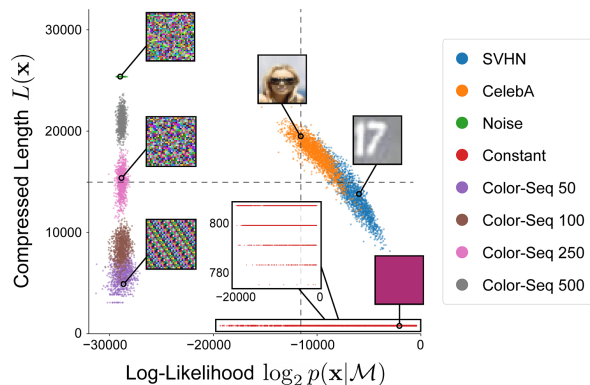 32000
20000
10000
0
Compressed Length L(x)
-30000
-20000
-10000
0
Log-Likelihood log₂ p(x|M)
17
800
780
-20000
0
SVHN
CelebA
Noise
Constant
Color-Seq 50
Color-Seq 100
Color-Seq 250
Color-Seq 500